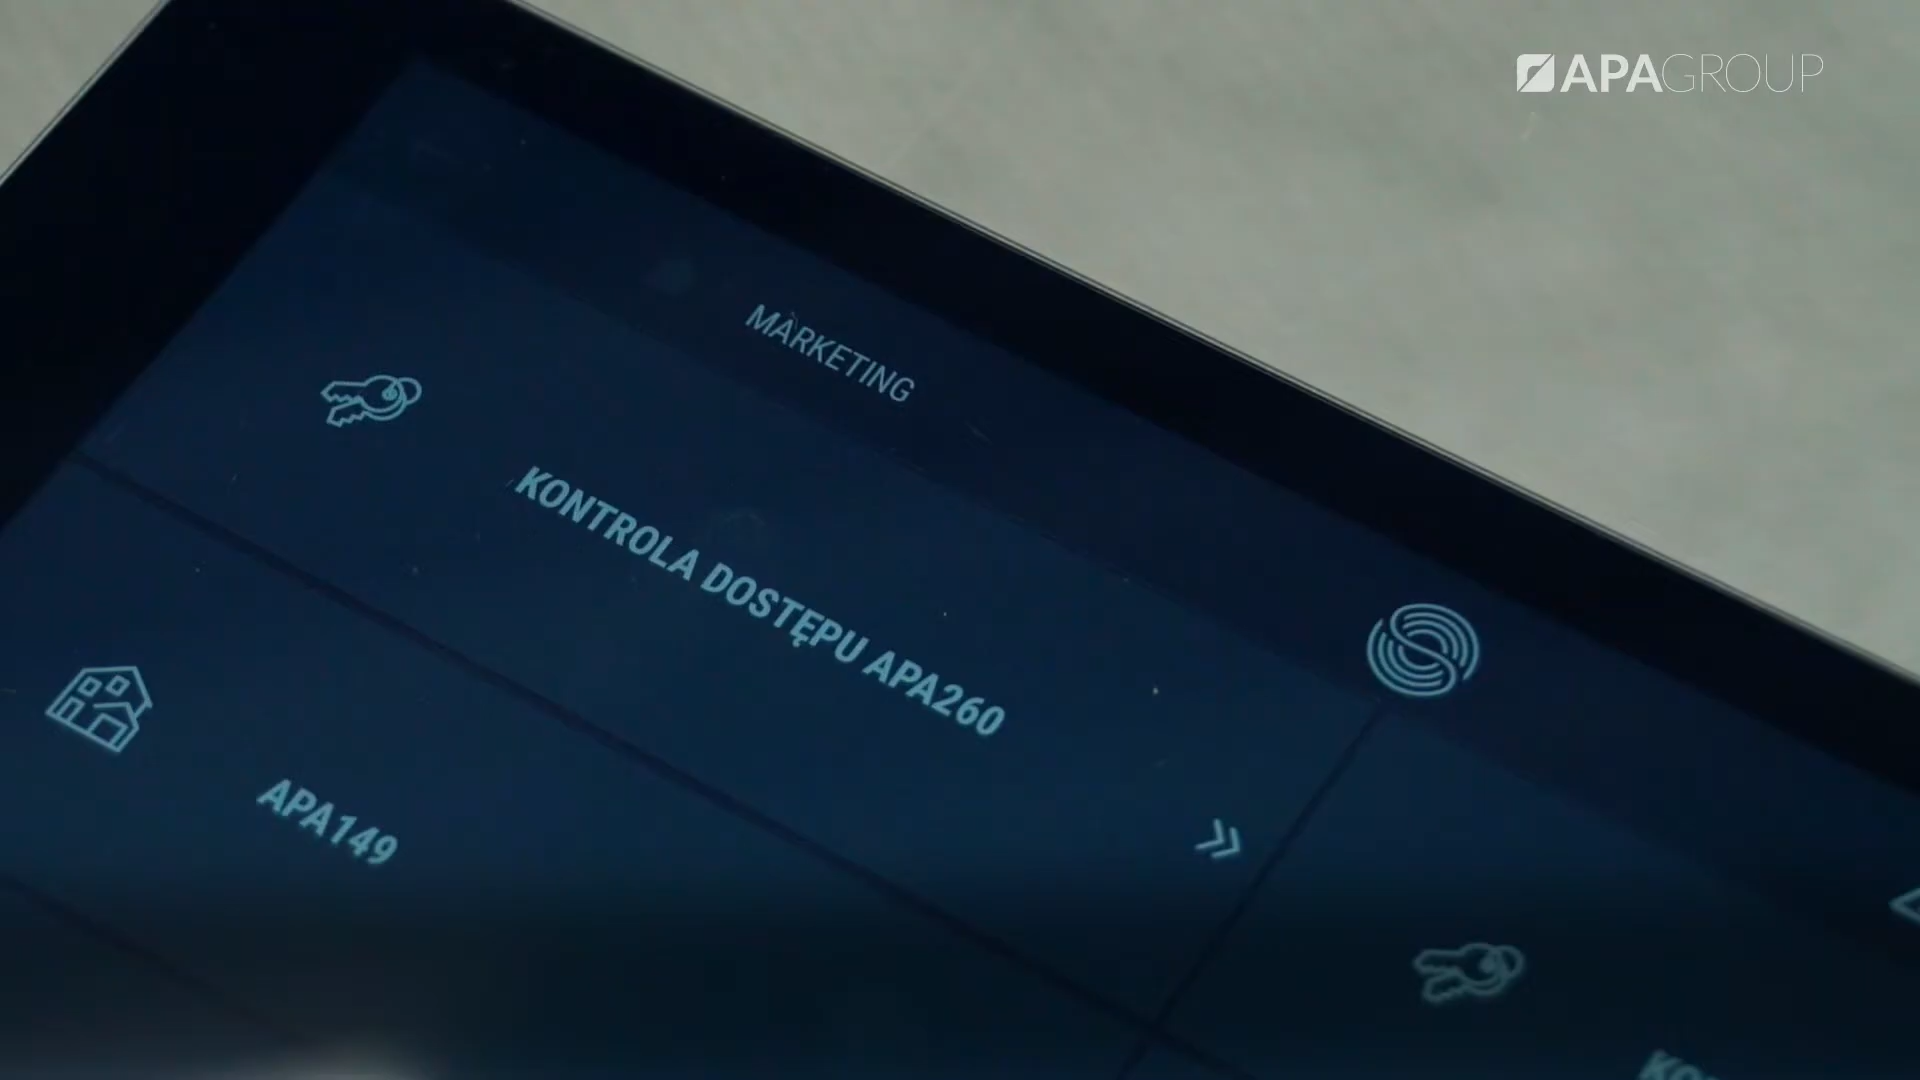 APAGROUP
MARKETING
KONTROLA DOSTĘPU APA260
APA149